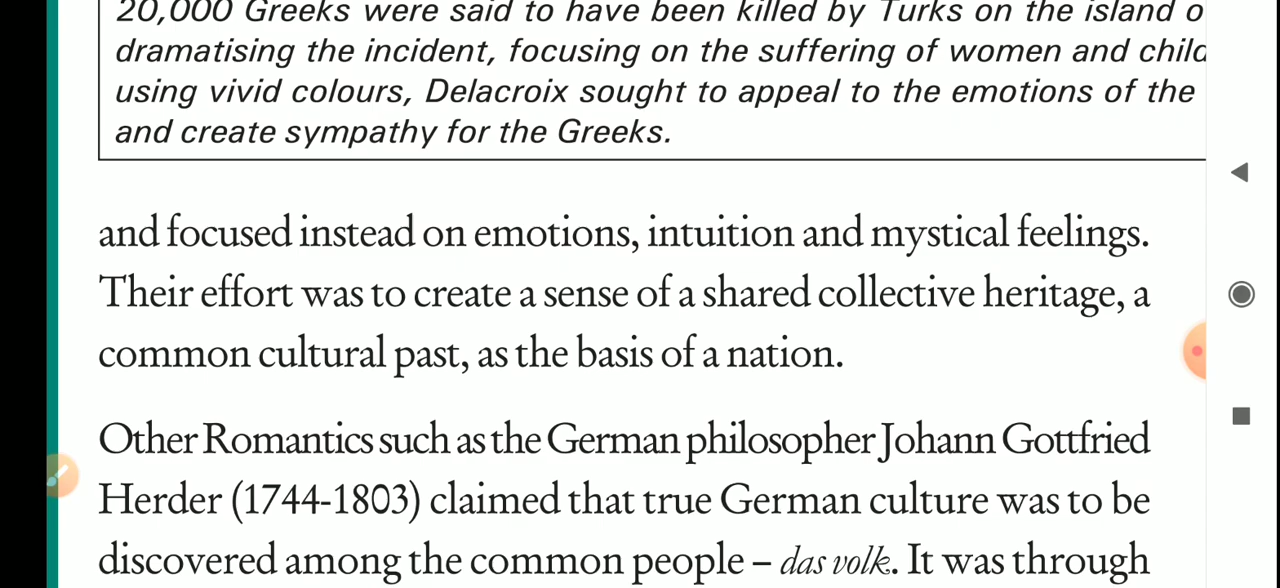 20,000 Greeks were said to have been killed by Turks on the island o
dramatising the incident, focusing on the suffering of women and child
using vivid colours, Delacroix sought to appeal to the emotions of the
and create sympathy for the Greeks.
and focused instead on emotions, intuition and mystical feelings.
Their effort was to create a sense of a shared collective heritage, a
common cultural past, as the basis of a nation.
Other Romantics such as the German philosopher Johann Gottfried
Herder (1744-1803) claimed that true German culture was to be
discovered among the common people – das volk. It was through